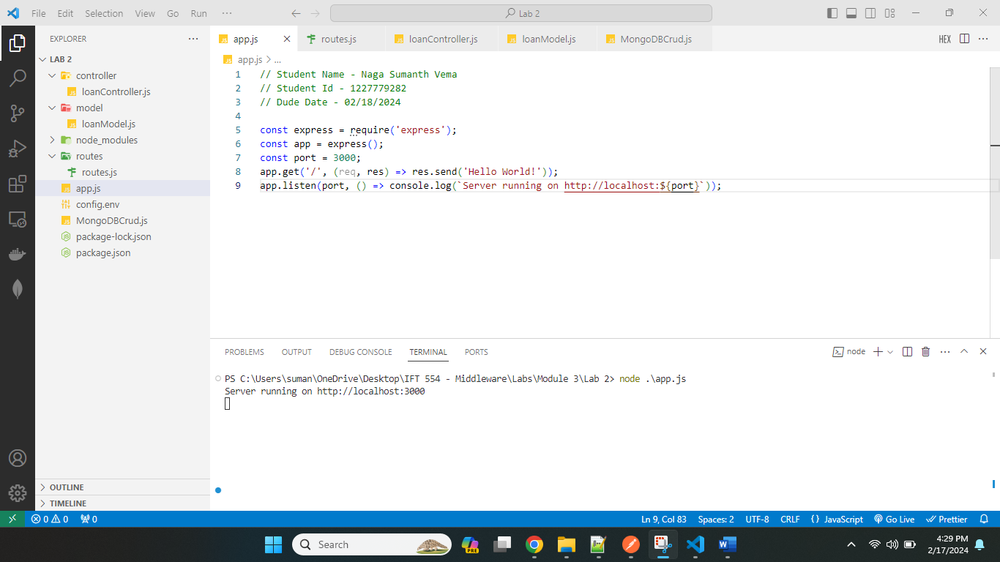 File Edit Selection View Go Run ··· Lab 2
EXPLORER ···
LAB 2
controller
loanController.js
model
loanModel.js
node_modules
routes
routes.js
app.js
config.env
MongoDBCrud.js
package-lock.json
package.json
OUTLINE
TIMELINE
app.js routes.js loanController.js loanModel.js MongoDBCrud.js HEX ···
app.js > ...
1 // Student Name - Naga Sumanth Vema
2 // Student Id - 1227779282
3 // Dude Date - 02/18/2024
4
5 const express = require('express');
6 const app = express();
7 const port = 3000;
8 app.get('/', (req, res) => res.send('Hello World!'));
9 app.listen(port, () => console.log(`Server running on http://localhost:${port}`));
PROBLEMS OUTPUT DEBUG CONSOLE TERMINAL PORTS node ···
PS C:\Users\suman\OneDrive\Desktop\IFT 554 - Middleware\Labs\Module 3\Lab 2> node .\app.js
Server running on http://localhost:3000
0 0 0 Ln 9, Col 83 Spaces: 2 UTF-8 CRLF {} JavaScript Go Live Prettier
Search PRE 4:29 PM
2/17/2024